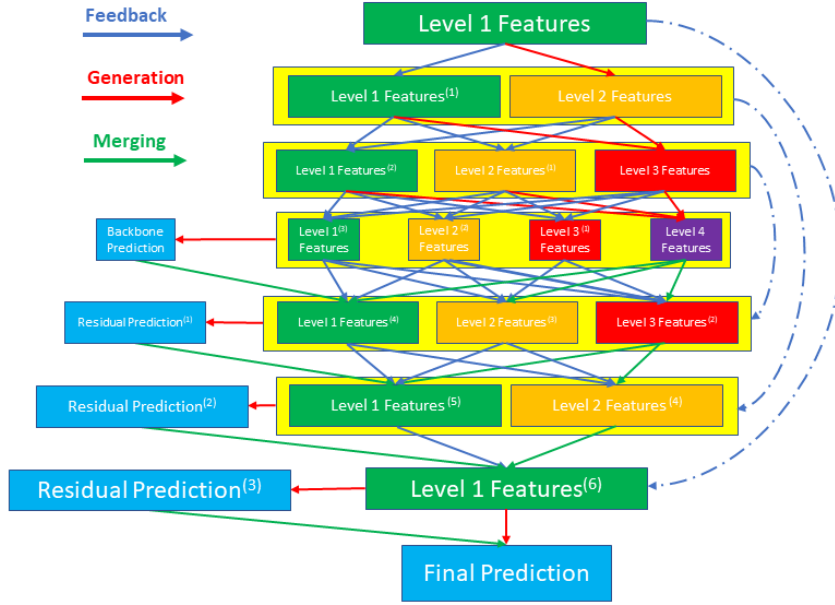 Feedback
Level 1 Features
Generation
Level 1 Features(1)
Level 2 Features
Merging
Level 1 Features(2)
Level 2 Features(1)
Level 3 Features
Backbone
Prediction
Level 1(3)
Features
Level 2(2)
Features
Level 3(1)
Features
Level 4
Features
Residual Prediction(1)
Level 1 Features(4)
Level 2 Features(3)
Level 3 Features(2)
Residual Prediction(2)
Level 1 Features(5)
Level 2 Features(4)
Residual Prediction(3)
Level 1 Features(6)
Final Prediction